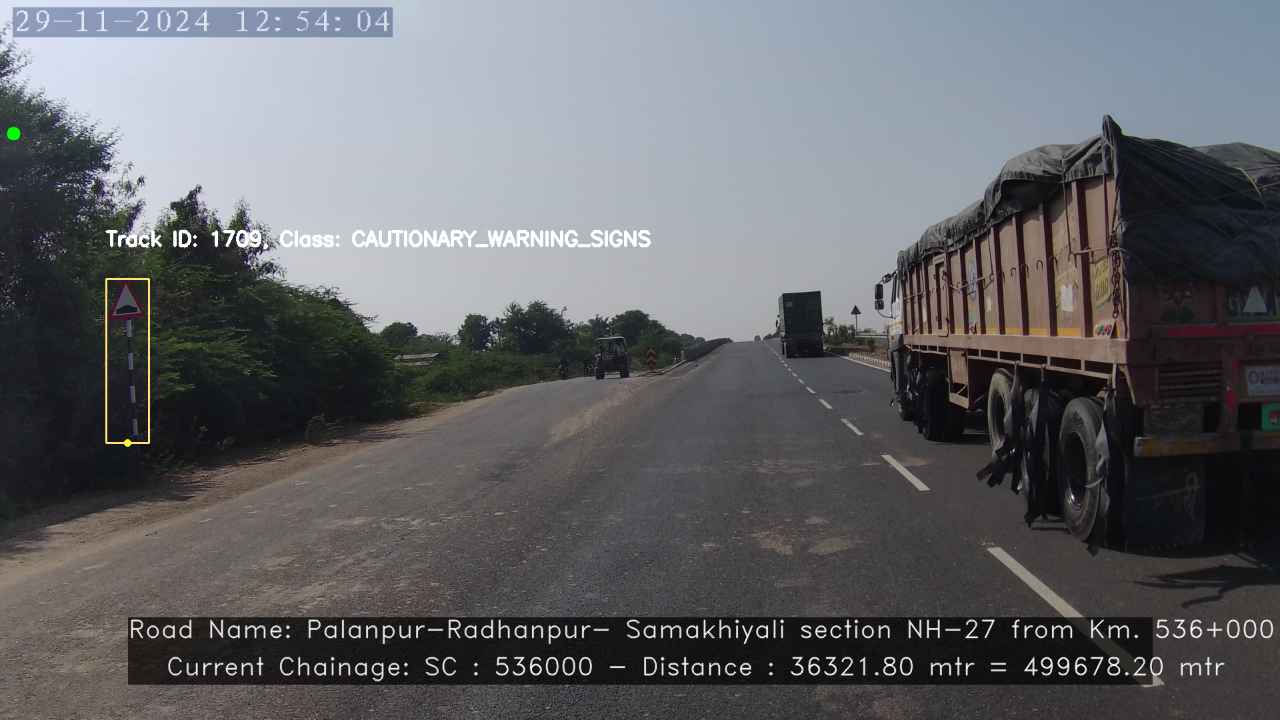 29-11-2024 12:54:04
Track ID: 1709, Class: CAUTIONARY_WARNING_SIGNS
Road Name: Palanpur-Radhanpur- Samakhiyali section NH-27 from Km. 536+000
Current Chainage: SC : 536000 - Distance : 36321.80 mtr = 499678.20 mtr